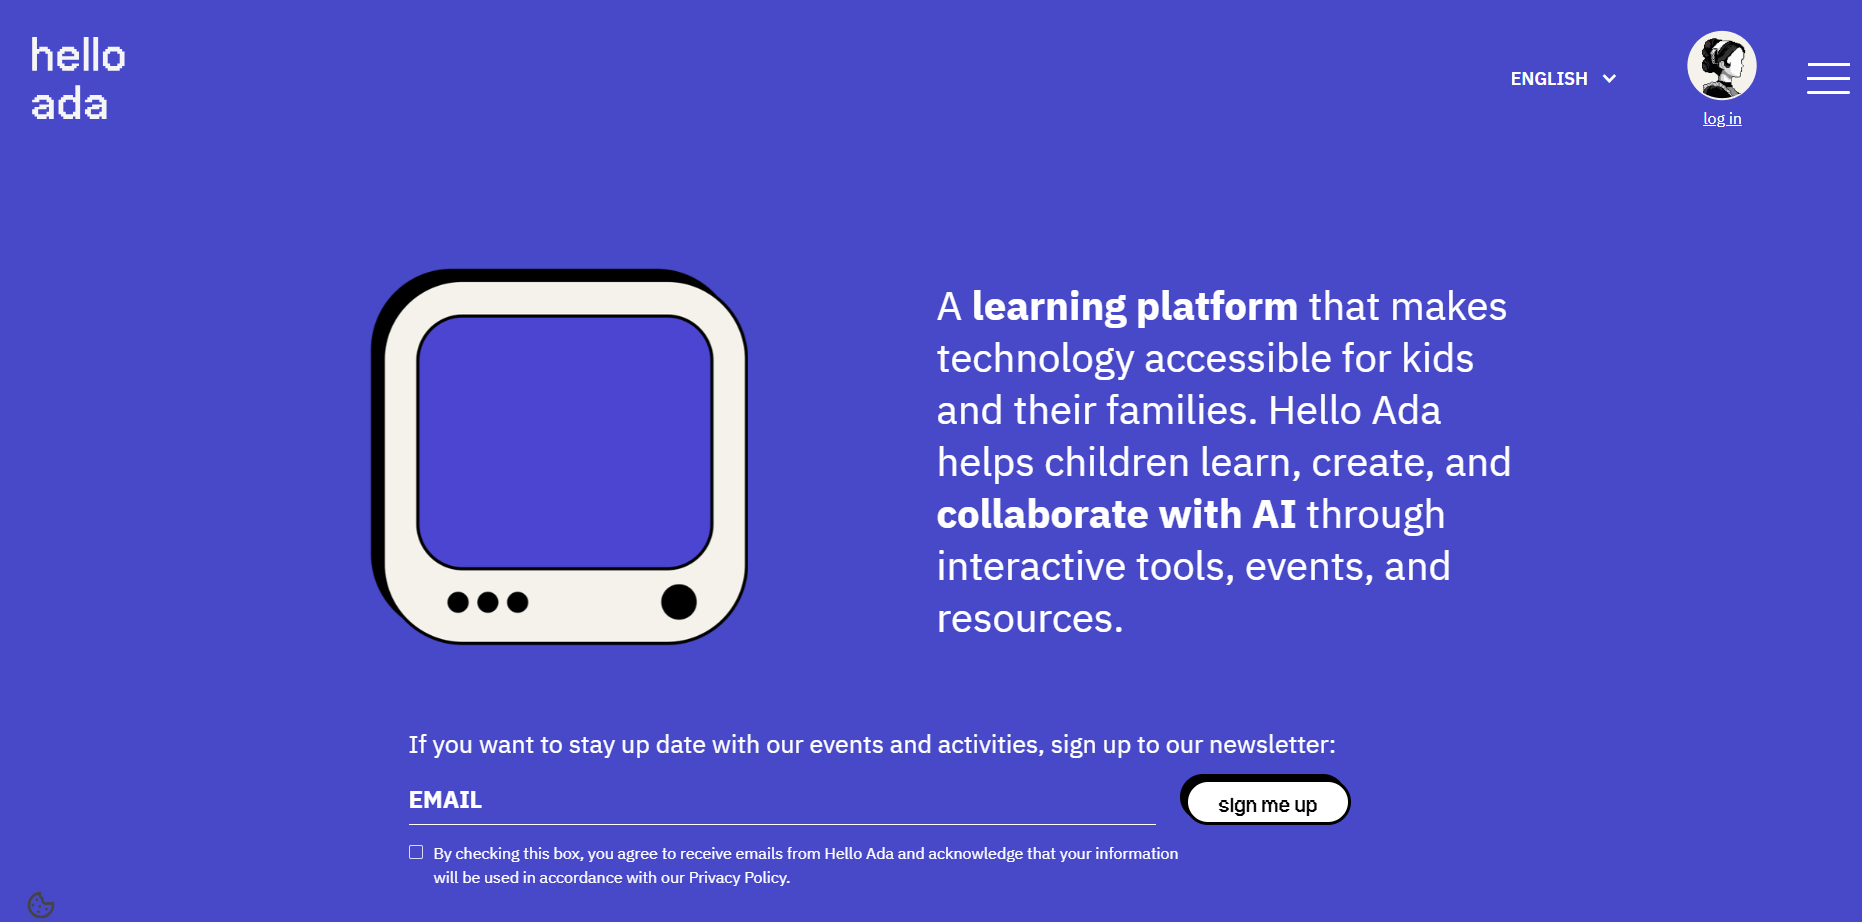 hello
ada
ENGLISH
log in
A learning platform that makes
technology accessible for kids
and their families. Hello Ada
helps children learn, create, and
collaborate with AI through
interactive tools, events, and
resources.
If you want to stay up date with our events and activities, sign up to our newsletter:
EMAIL
sign me up
By checking this box, you agree to receive emails from Hello Ada and acknowledge that your information
will be used in accordance with our Privacy Policy.